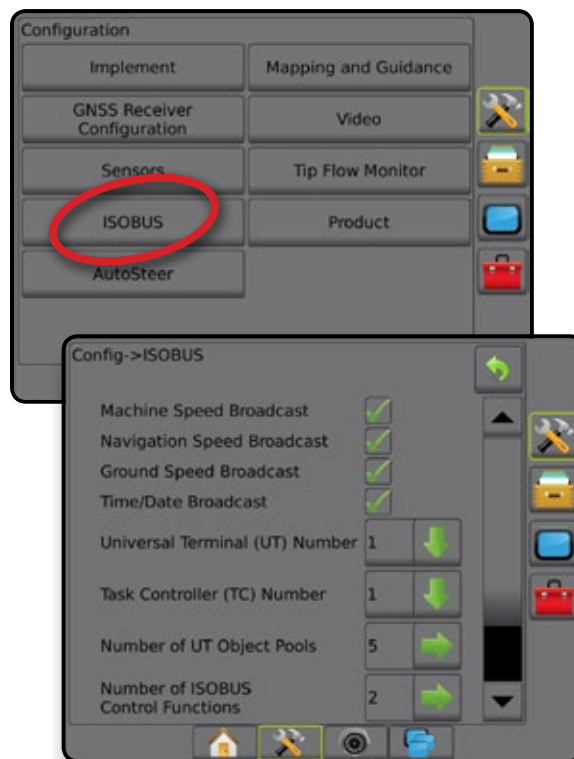 Configuration
Implement
Mapping and Guidance
GNSS Receiver
Configuration
Video
Sensors
Tip Flow Monitor
ISOBUS
Product
AutoSteer
Config->ISOBUS
Machine Speed Broadcast
Navigation Speed Broadcast
Ground Speed Broadcast
Time/Date Broadcast
Universal Terminal (UT) Number 1
Task Controller (TC) Number 1
Number of UT Object Pools 5
Number of ISOBUS
Control Functions 2